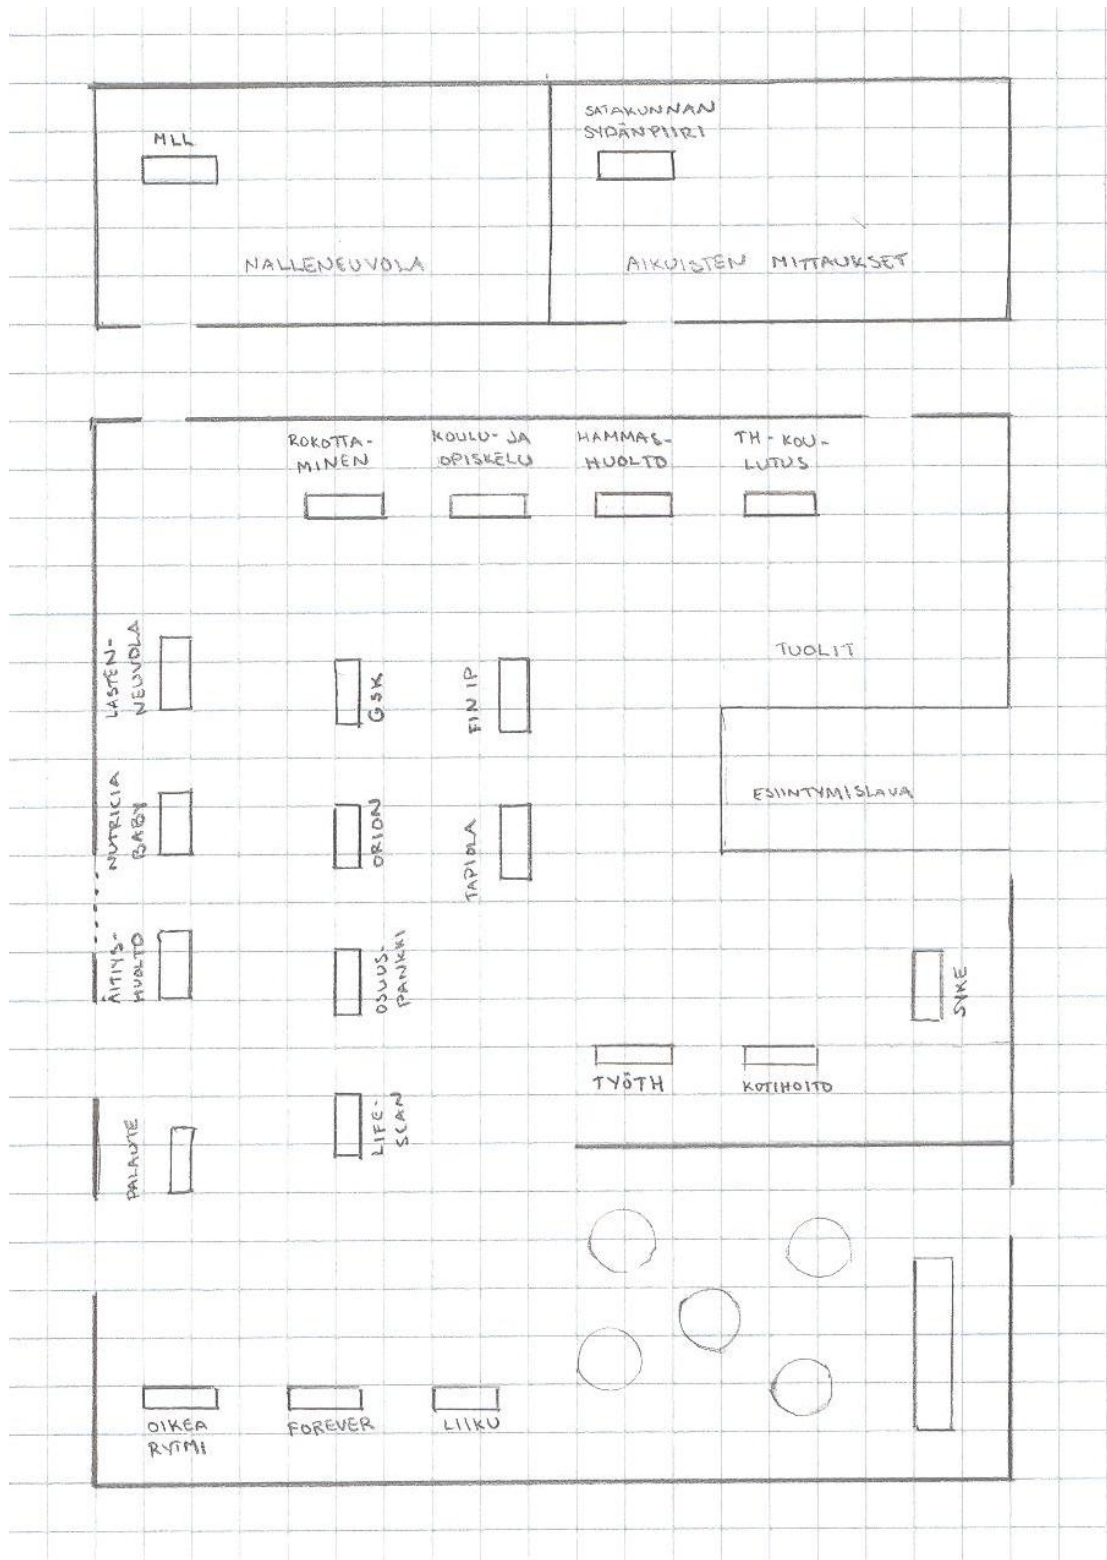 MLL
SATAKUNNAN
SYDÄNPIIRI
NALLENEUVOLA
AIKUISTEN MITTAUKSET
ROKOTTA-
MINEN
KOULU- JA
OPISKELU
HAMMAS-
HUOLTO
TH-KOU-
LUTUS
LASTEN-
NEUVOLA
GSK
FINIP
TUOLIT
NUTRICIA
BABY
ORION
TAPIOLA
ESIINTYMISLAVA
ÄITIYS-
HUOLTO
OSUUS-
PANKKI
SYKE
TYÖTH
KOTIHOITO
PALAUTE
LIFE-
SCAN
OIKEA
RYTMI
FOREVER
LIIKU